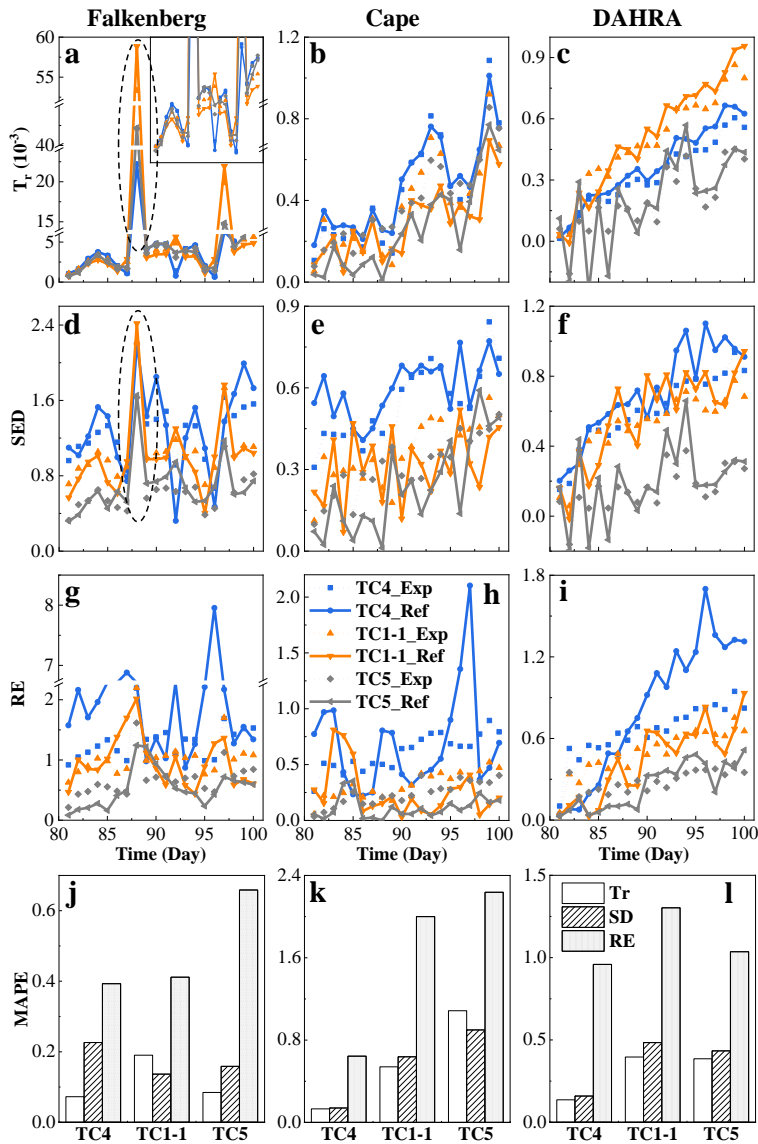 Falkenberg Cape DAHRA
a b c
60
55
40
20
15
5
0
Tr (10-3)
1.2
0.8
0.4
0.0
0.9
0.6
0.3
0.0
d e f
2.4
1.6
0.8
0.0
SED
0.9
0.6
0.3
0.0
1.2
0.8
0.4
0.0
g h i
8
7
2
1
0
RE
2.0
1.5
1.0
0.5
0.0
TC4_Exp
TC4_Ref
TC1-1_Exp
TC1-1_Ref
TC5_Exp
TC5_Ref
1.8
1.2
0.6
0.0
80 85 90 95 100 80 85 90 95 100 80 85 90 95 100
Time (Day) Time (Day) Time (Day)
j k l
0.6
0.4
0.2
0.0
MAPE
2.4
1.6
0.8
0.0
1.5
1.0
0.5
0.0
Tr
SD
RE
TC4 TC1-1 TC5 TC4 TC1-1 TC5 TC4 TC1-1 TC5